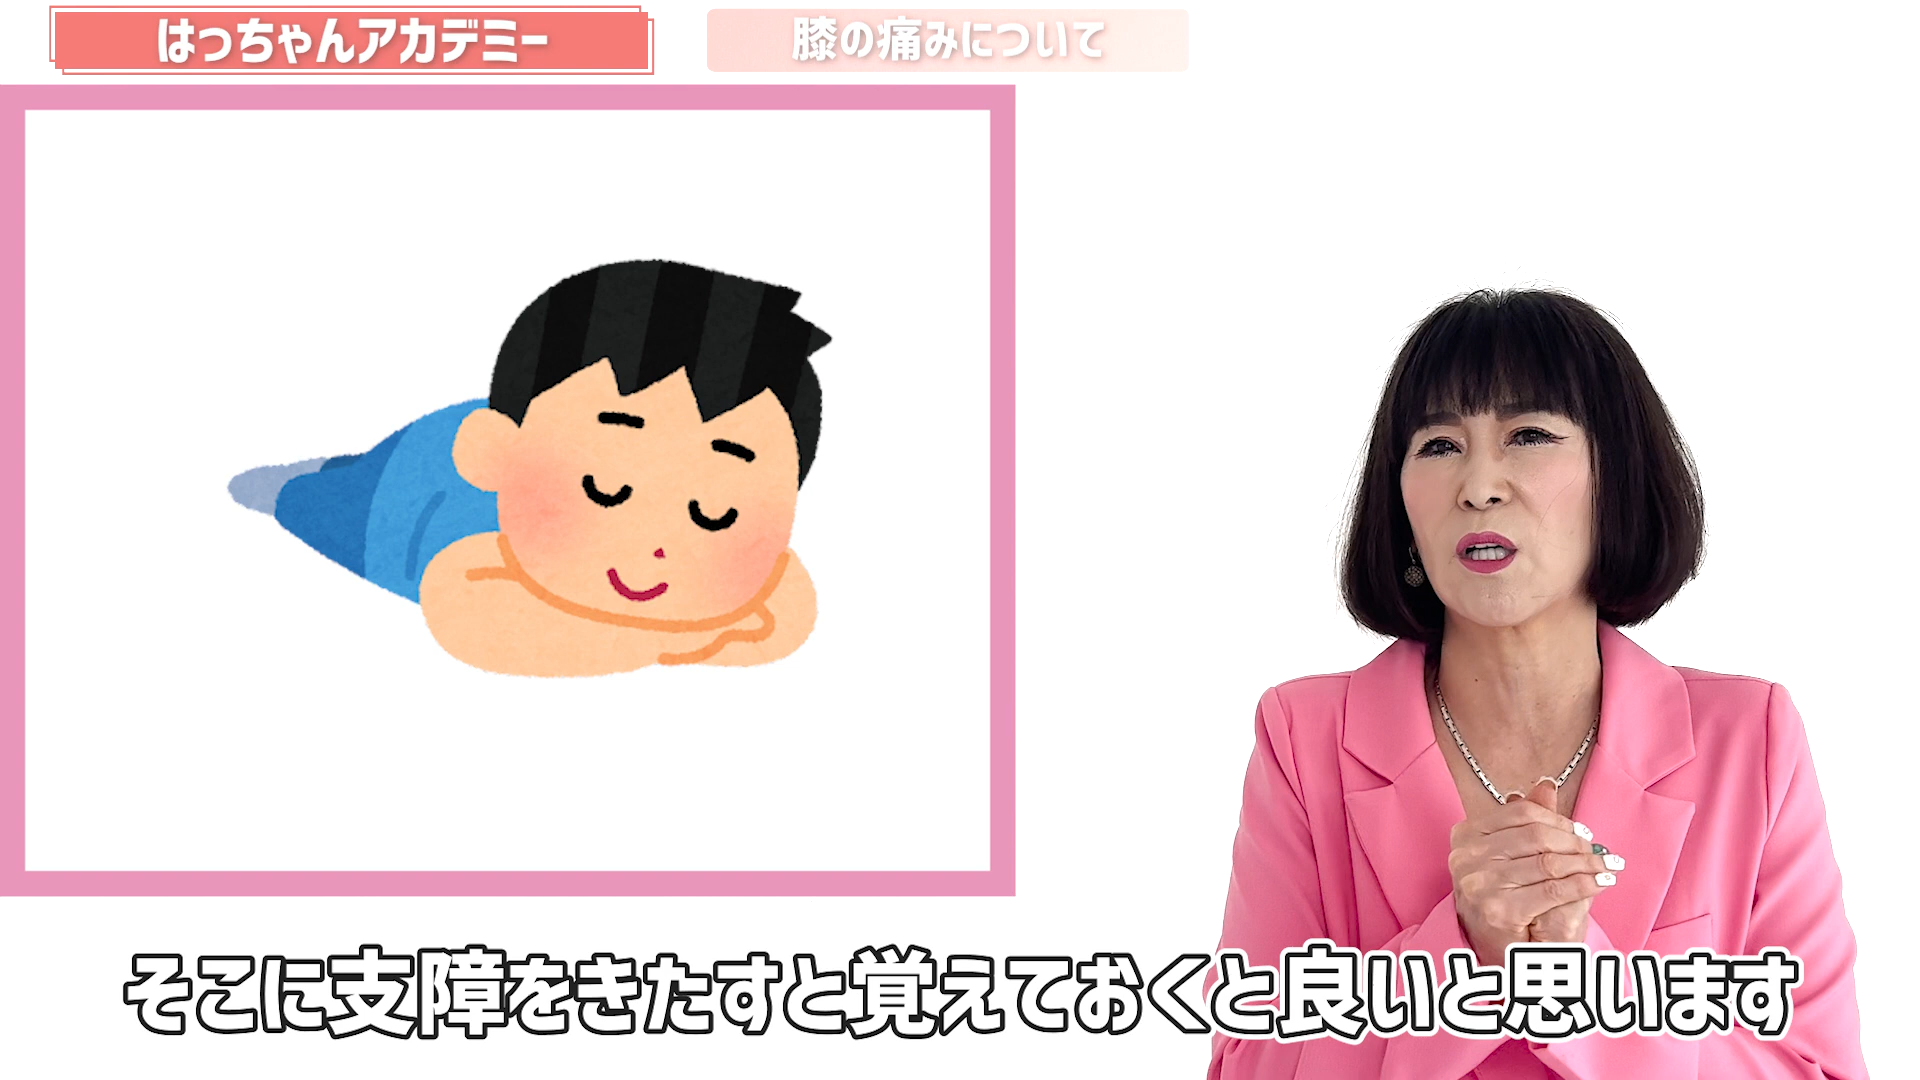 はっちゃんアカデミー
膝の痛みについて
そこに支障をきたすと覚えておくと良いと思います